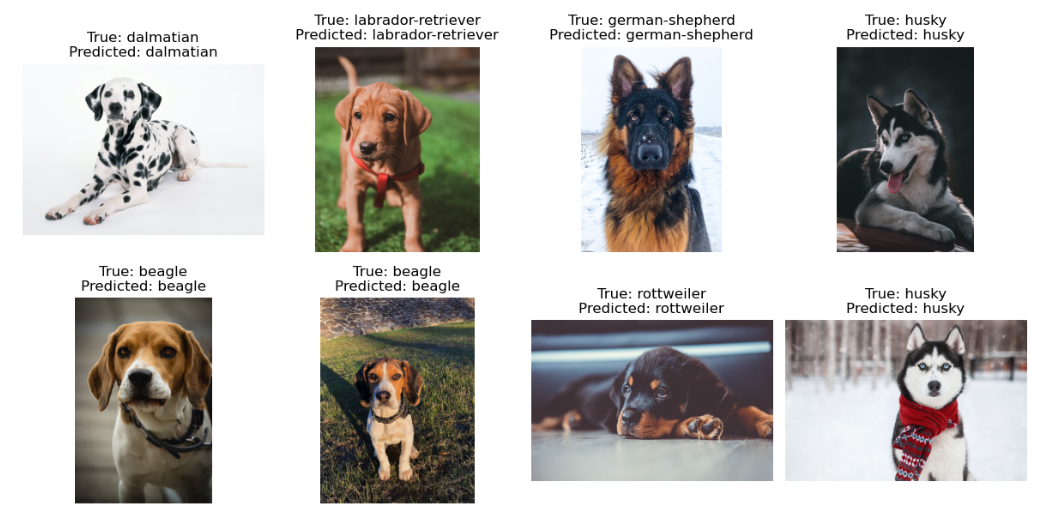 True: dalmatian
Predicted: dalmatian
True: labrador-retriever
Predicted: labrador-retriever
True: german-shepherd
Predicted: german-shepherd
True: husky
Predicted: husky
True: beagle
Predicted: beagle
True: beagle
Predicted: beagle
True: rottweiler
Predicted: rottweiler
True: husky
Predicted: husky